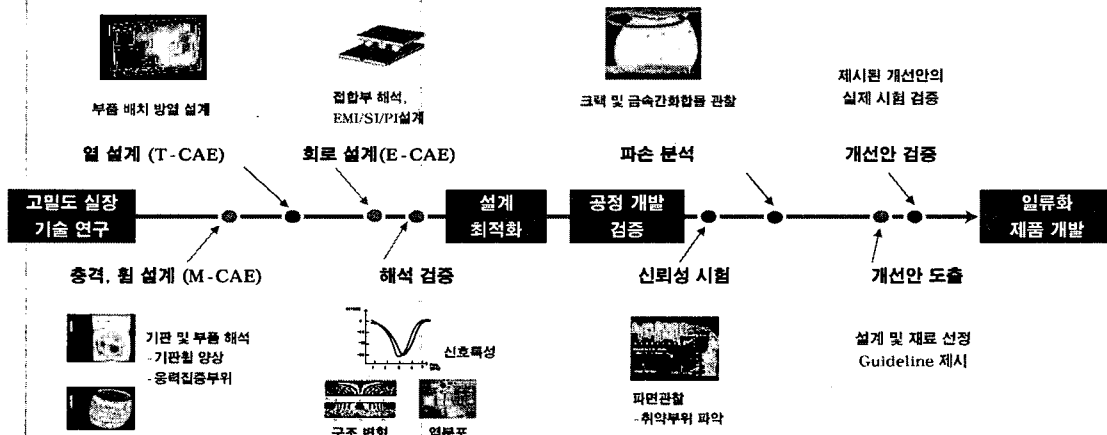 부품 배치 방열 설계
접합부 해석,
EMI/SI/PI설계
크랙 및 금속간화합물 관찰
제시된 개선안의
실제 시험 검증
열 설계 (T-CAE)
회로 설계(E-CAE)
파손 분석
개선안 검증
고밀도 실장
기술 연구
설계
최적화
공정 개발
검증
일류화
제품 개발
충격, 휨 설계 (M-CAE)
해석 검증
신뢰성 시험
개선안 도출
기판 및 부품 해석
-기판휨 양상
-응력집중부위
신호특성
구조 변형
열분포
파면관찰
-취약부위 파악
설계 및 재료 선정
Guideline 제시